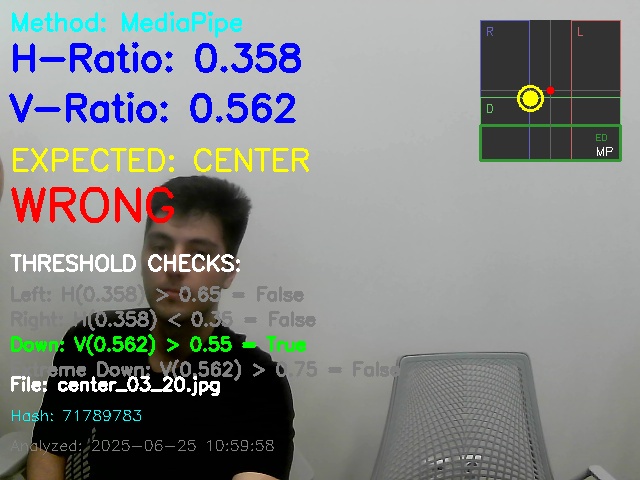 Method: MediaPipe
H-Ratio: 0.358
V-Ratio: 0.562
EXPECTED: CENTER
WRONG
THRESHOLD CHECKS:
Left: H(0.358) > 0.65 = False
Right: H(0.358) < 0.35 = False
Down: V(0.562) > 0.55 = True
Extreme Down: V(0.562) > 0.75 = False
File: center_03_20.jpg
Hash: 71789783
Analyzed: 2025-06-25 10:59:58
R
L
D
ED
MP